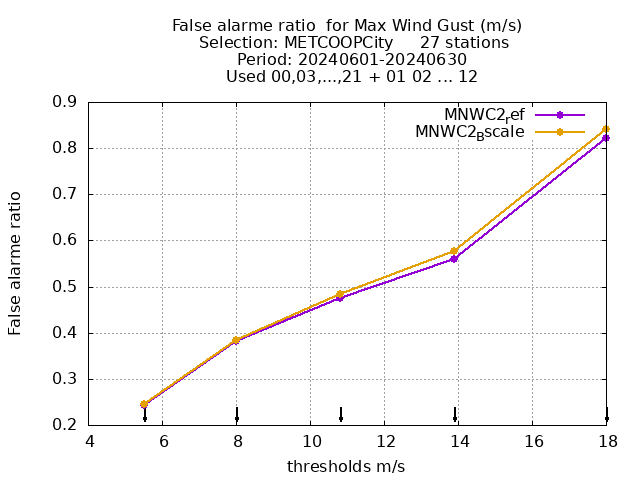 False alarme ratio  for Max Wind Gust (m/s)
Selection: METCOOPCity     27 stations
Period: 20240601-20240630
Used 00,03,...,21 + 01 02 ... 12
MNWC2ref
MNWC2Bscale
False alarme ratio
0.9
0.8
0.7
0.6
0.5
0.4
0.3
0.2
4 6 8 10 12 14 16 18
thresholds m/s